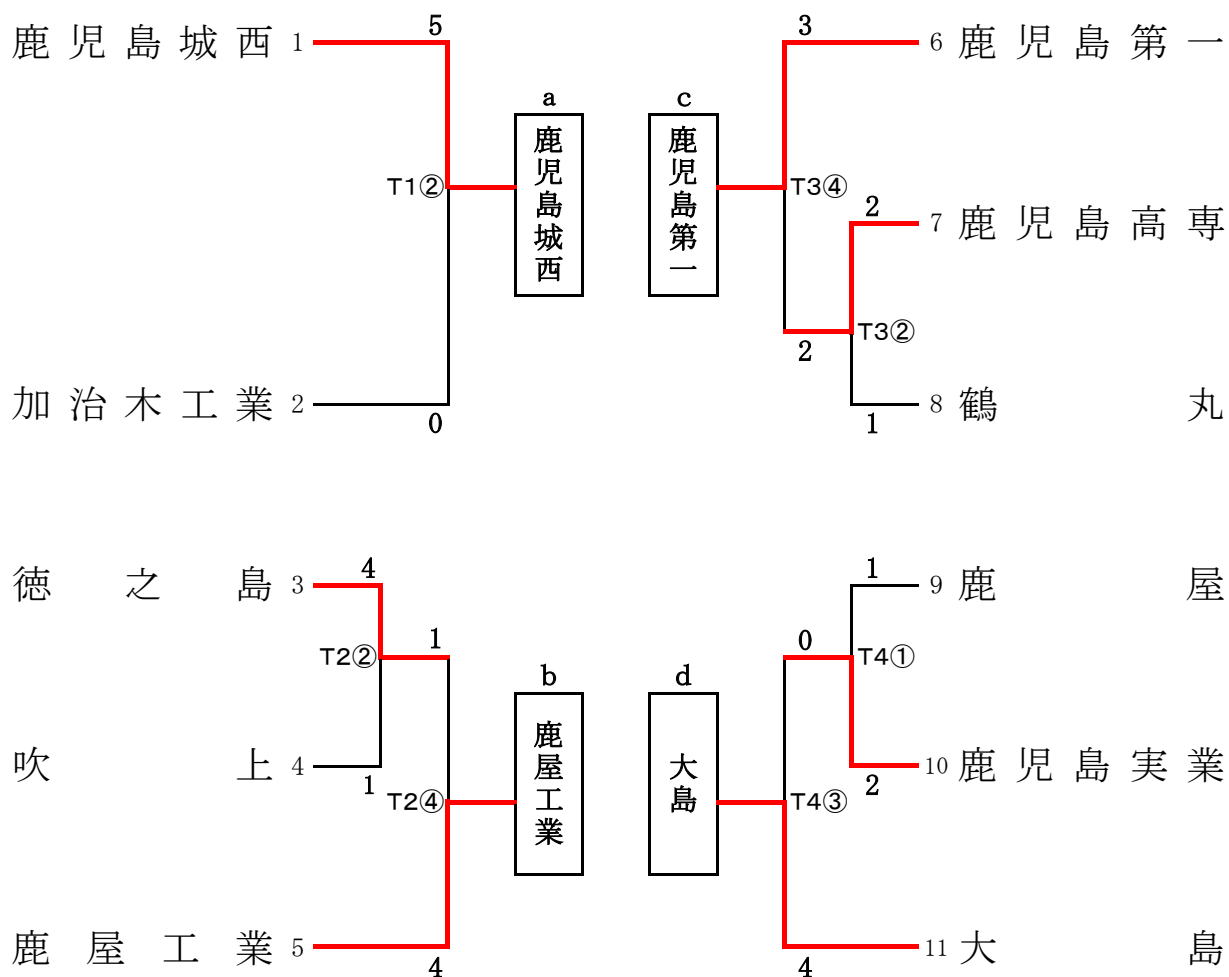 鹿児島城西 1
5
3
6 鹿児島第一
a
c
鹿児島城西
鹿児島第一
T1②
T3④
2
7 鹿児島高専
T3②
2
加治木工業 2
0
1
8 鶴丸
徳之島 3
4
1
9 鹿屋
T2②
1
0
T4①
b
d
鹿屋工業
大島
吹上 4
1
2
10 鹿児島実業
T2④
T4③
鹿屋工業 5
4
4
11 大島